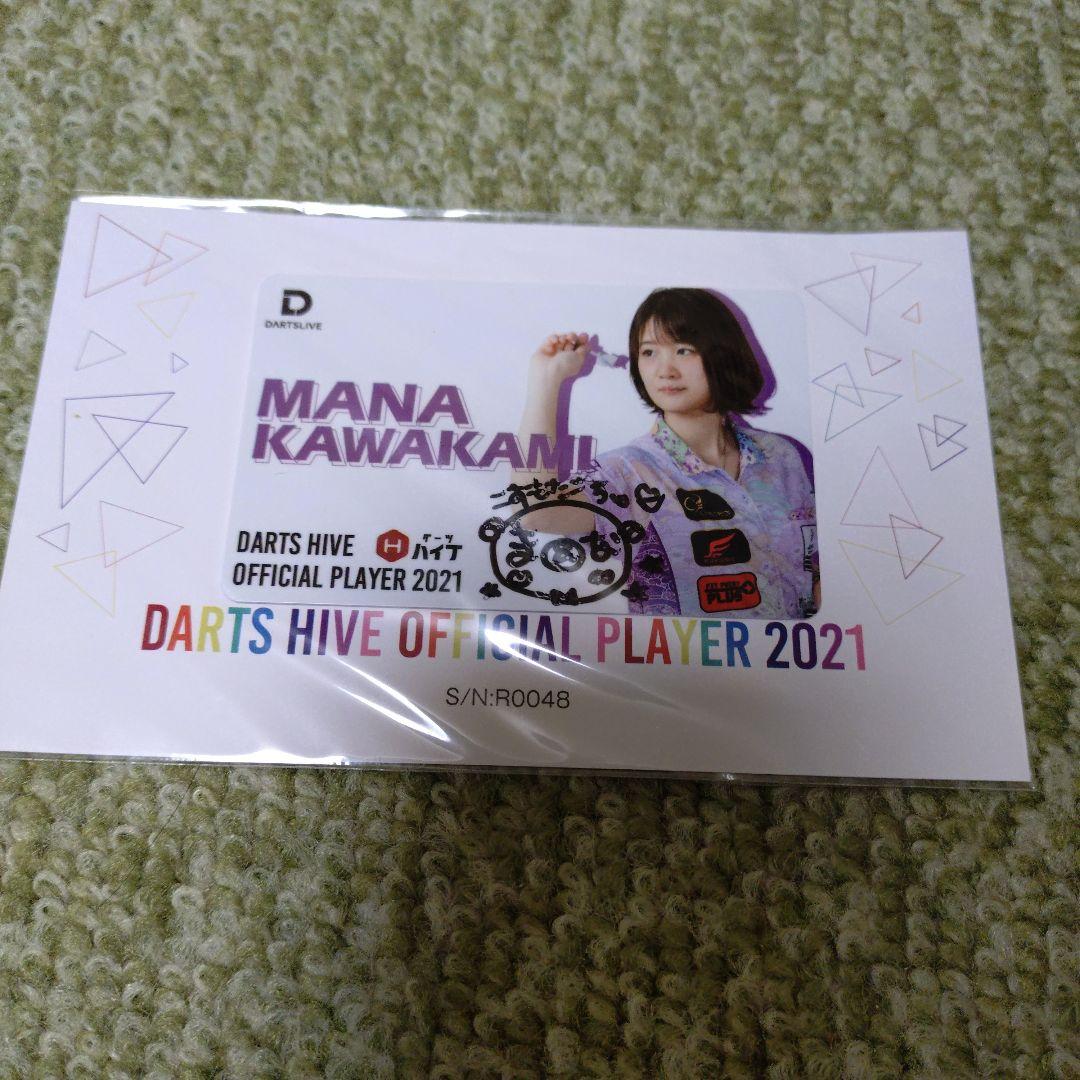 DARTSLIVE
MANA
KAWAKAMI
DARTS HIVE
ダーツ
ハイブ
OFFICIAL PLAYER 2021
PLUS+
DARTS HIVE OFFICIAL PLAYER 2021
S/N:R0048